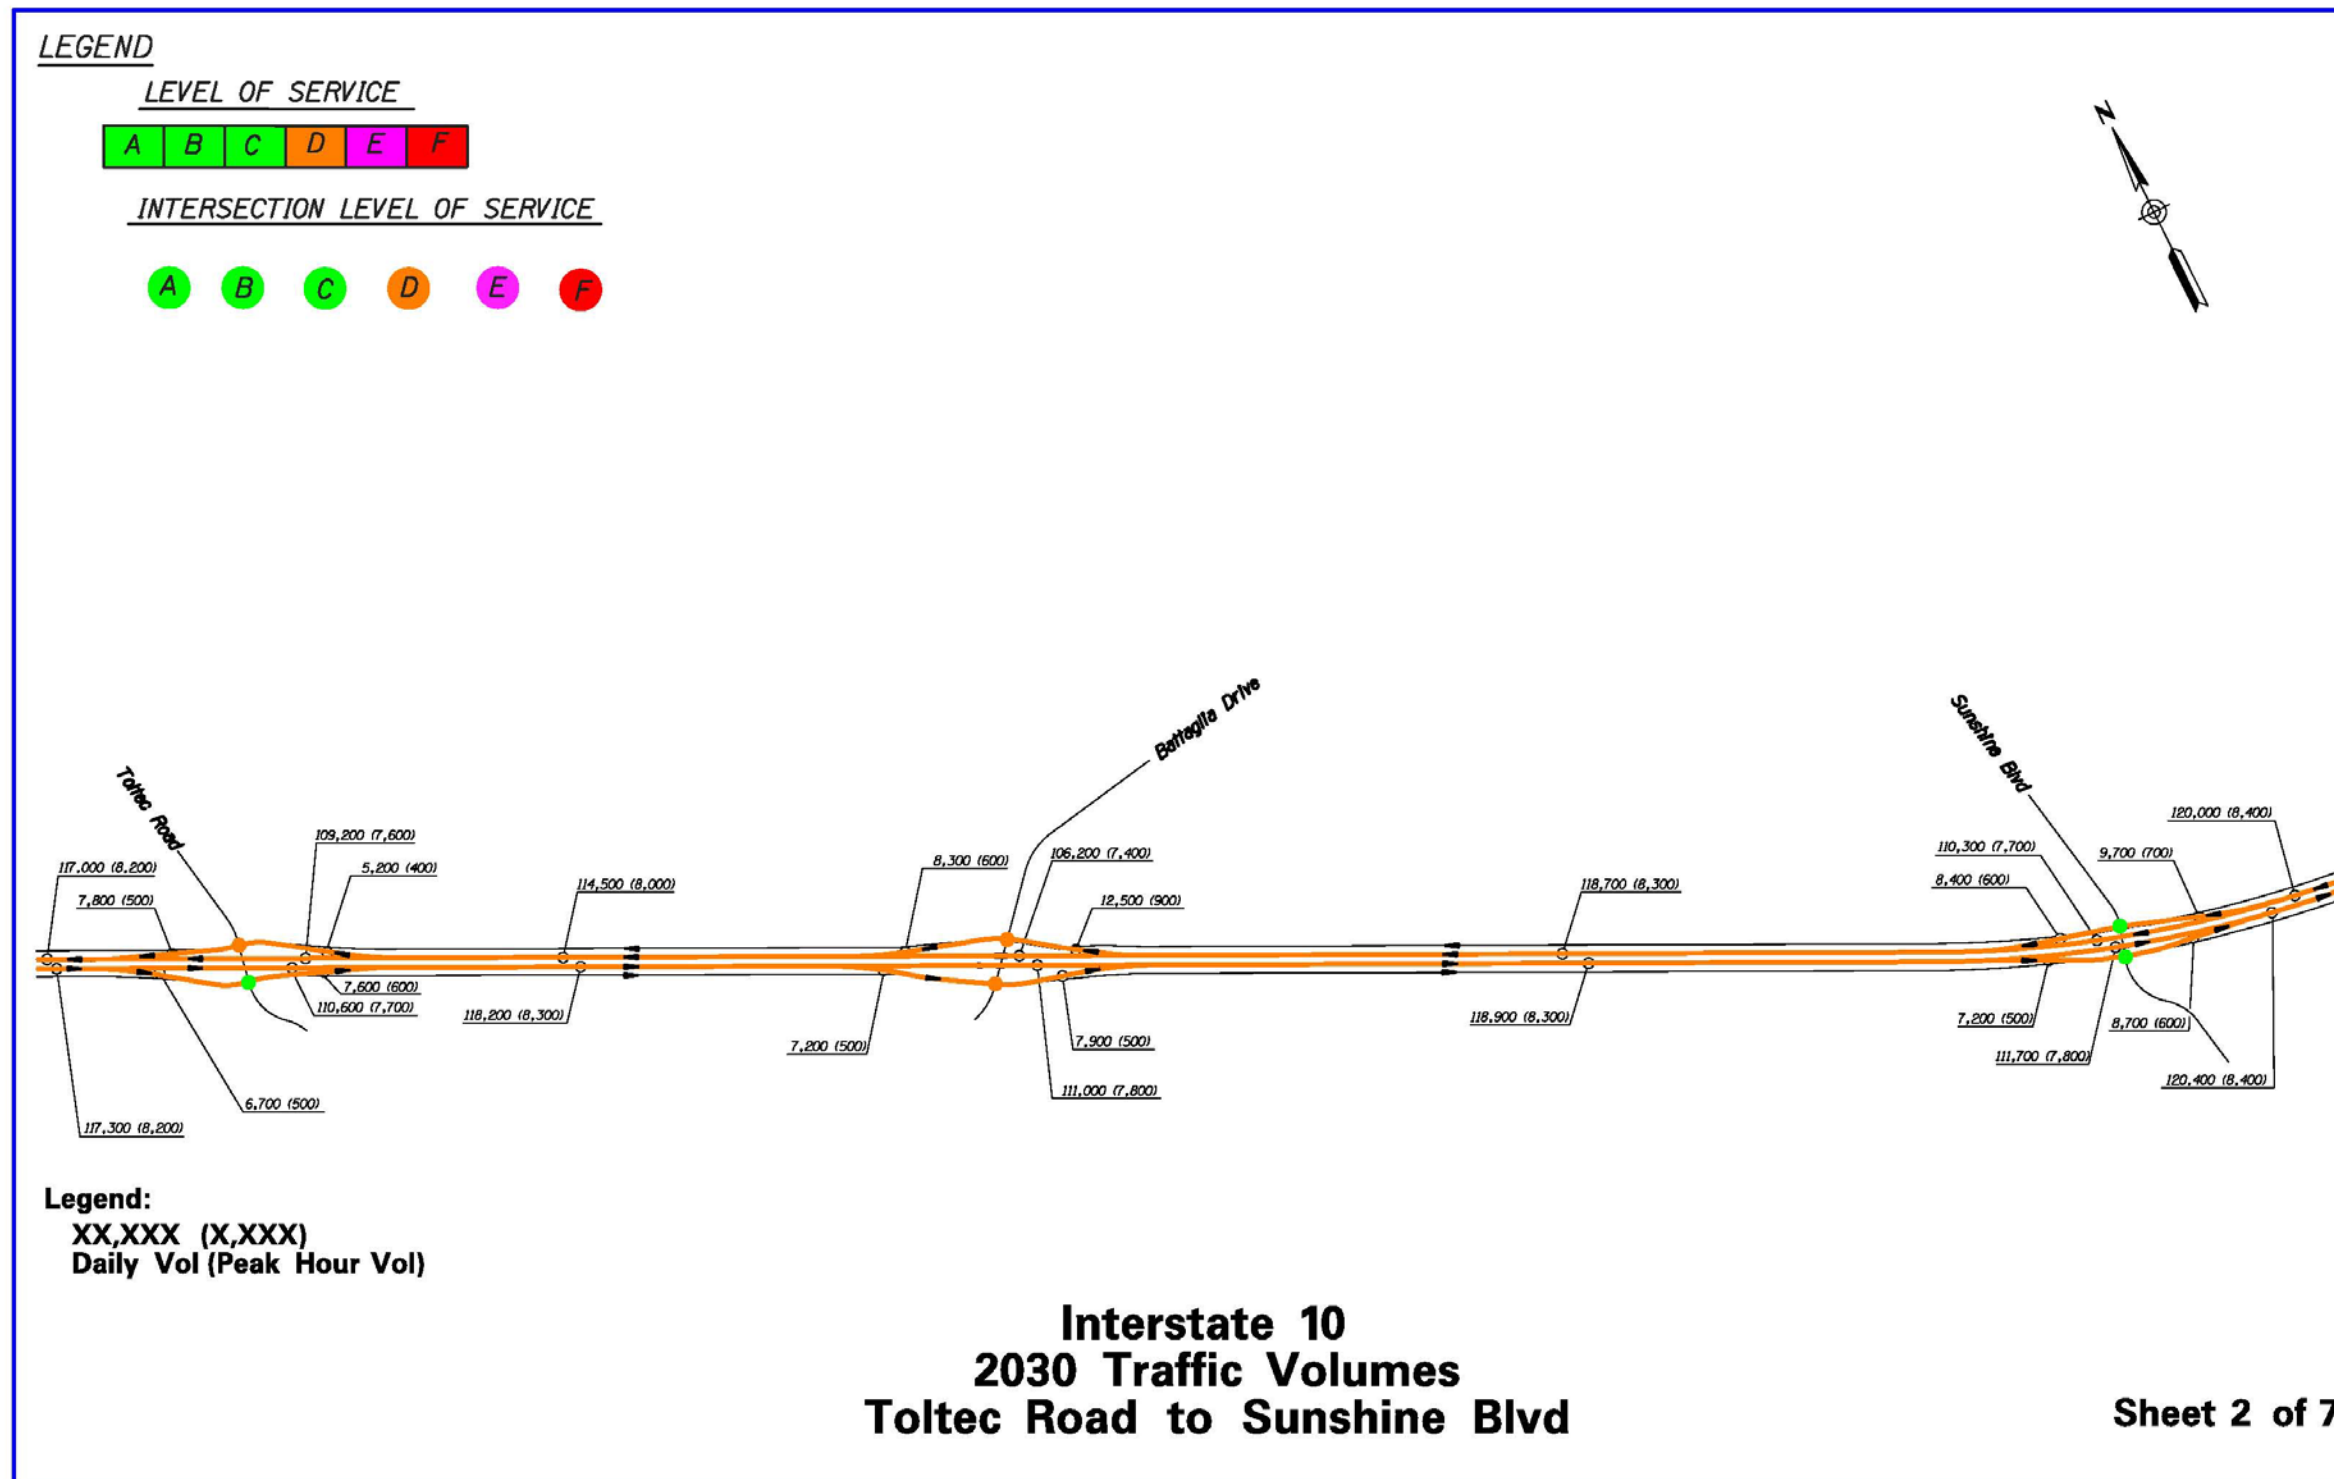 LEGEND
LEVEL OF SERVICE
A B C D E F
INTERSECTION LEVEL OF SERVICE
A B C D E F
N
Battaglia Drive
Sunshine Blvd
Toltec Road
120,000 (8,400)
109,200 (7,600)
110,300 (7,700)
9,700 (700)
106,200 (7,400)
8,300 (600)
117,000 (8,200)
5,200 (400)
114,500 (8,000)
118,700 (8,300)
8,400 (600)
7,800 (500)
12,500 (900)
7,600 (600)
110,600 (7,700)
118,200 (8,300)
118,900 (8,300)
7,200 (500)
8,700 (600)
7,200 (500)
7,900 (500)
111,700 (7,800)
120,400 (8,400)
111,000 (7,800)
6,700 (500)
117,300 (8,200)
Legend:
XX,XXX (X,XXX)
Daily Vol (Peak Hour Vol)
Interstate 10
2030 Traffic Volumes
Toltec Road to Sunshine Blvd
Sheet 2 of 7